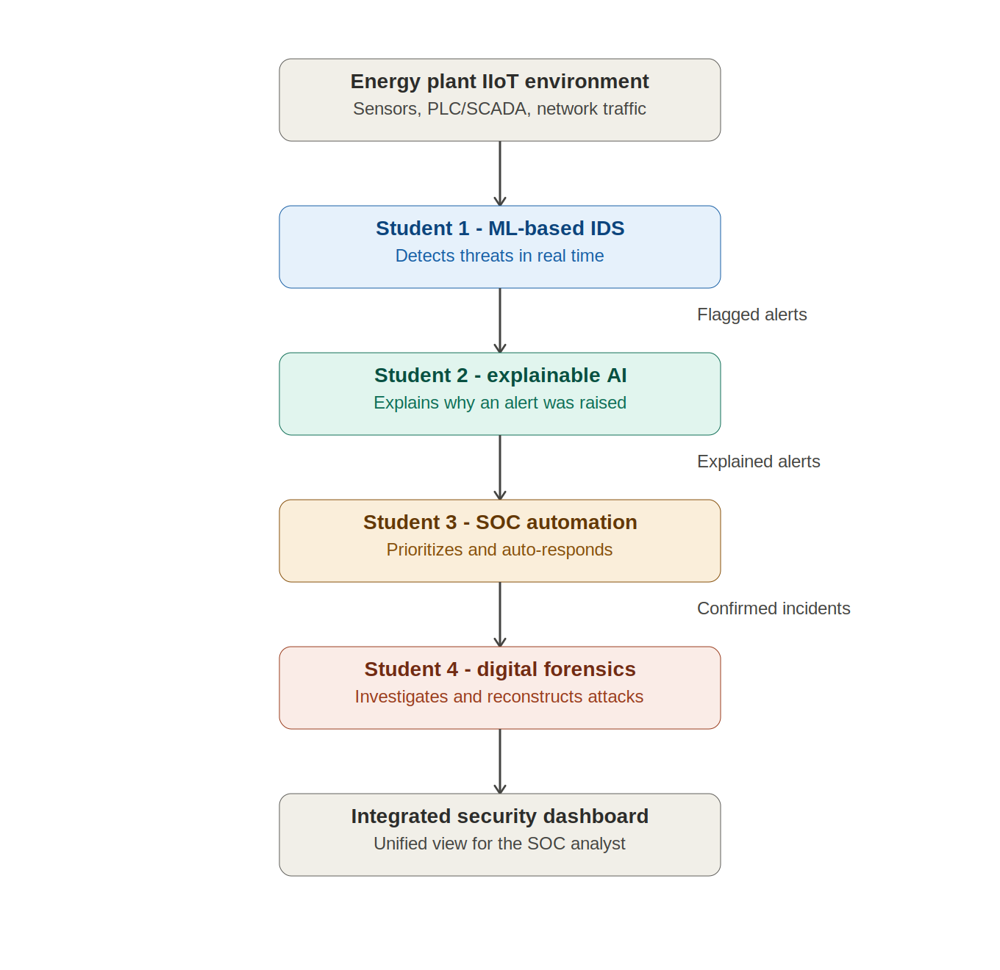 Energy plant IIoT environment
Sensors, PLC/SCADA, network traffic
Student 1 - ML-based IDS
Detects threats in real time
Flagged alerts
Student 2 - explainable AI
Explains why an alert was raised
Explained alerts
Student 3 - SOC automation
Prioritizes and auto-responds
Confirmed incidents
Student 4 - digital forensics
Investigates and reconstructs attacks
Integrated security dashboard
Unified view for the SOC analyst